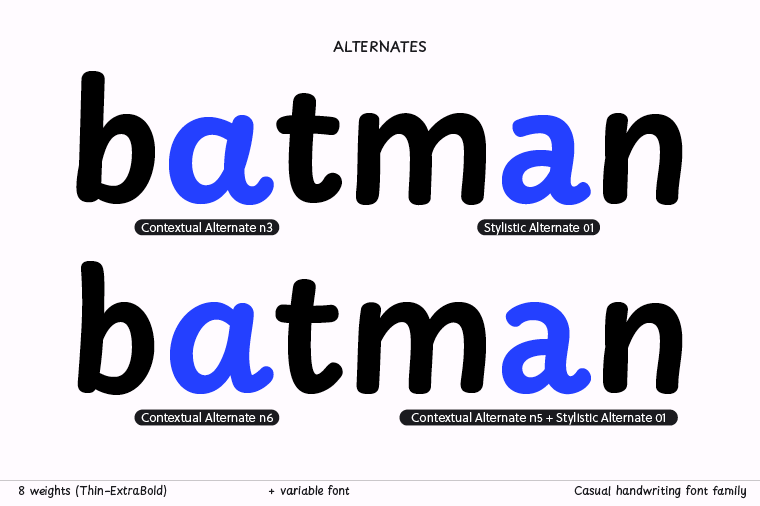 ALTERNATES
batman
Contextual Alternate n3 Stylistic Alternate 01
batman
Contextual Alternate n6 Contextual Alternate n5 + Stylistic Alternate 01
8 weights (Thin-ExtraBold) + variable font Casual handwriting font family